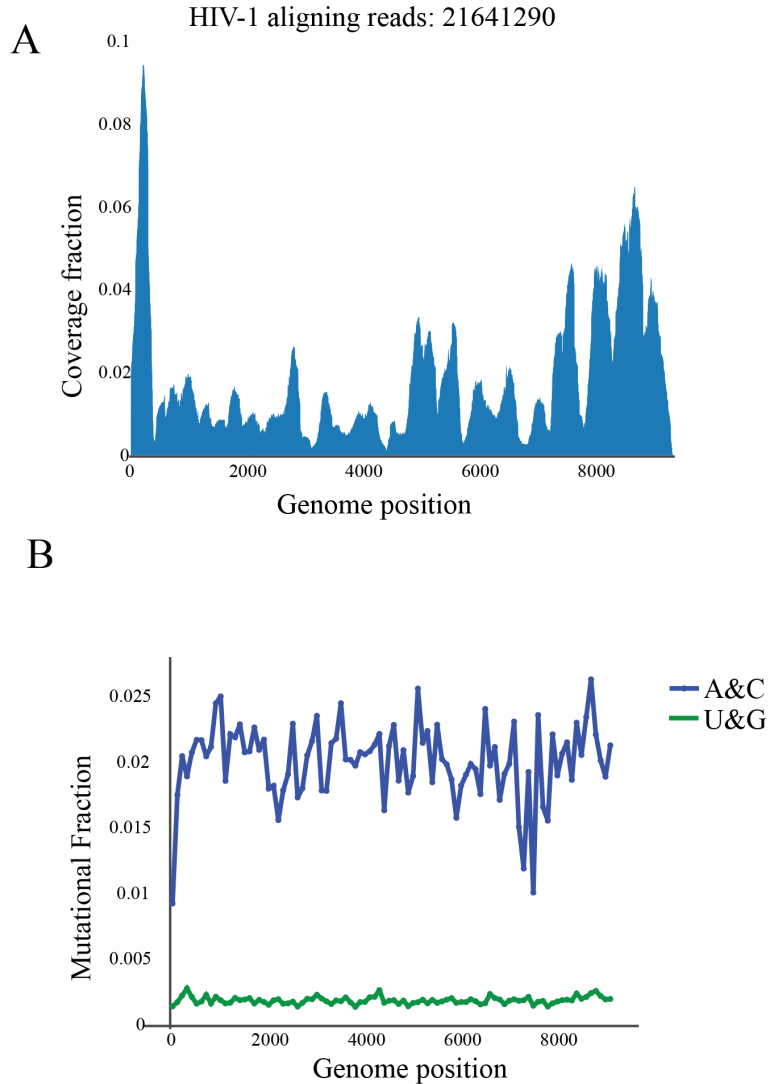 HIV-1 aligning reads: 21641290
A
0.1
0.08
0.06
0.04
0.02
0
Coverage fraction
0 2000 4000 6000 8000
Genome position
B
0.025
0.02
0.015
0.01
0.005
0
Mutational Fraction
A&C
U&G
0 2000 4000 6000 8000
Genome position